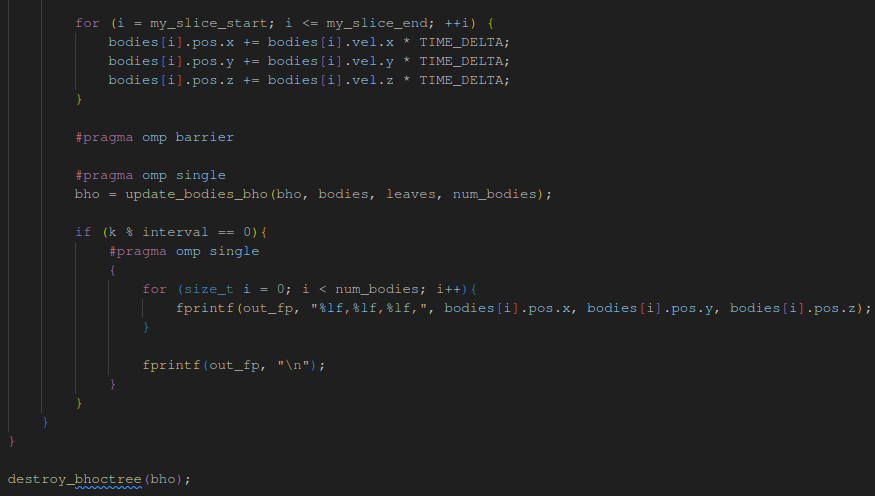 for (i = my_slice_start; i <= my_slice_end; ++i) {
bodies[i].pos.x += bodies[i].vel.x * TIME_DELTA;
bodies[i].pos.y += bodies[i].vel.y * TIME_DELTA;
bodies[i].pos.z += bodies[i].vel.z * TIME_DELTA;
}
#pragma omp barrier
#pragma omp single
bho = update_bodies_bho(bho, bodies, leaves, num_bodies);
if (k % interval == 0){
#pragma omp single
{
for (size_t i = 0; i < num_bodies; i++){
fprintf(out_fp, "%lf,%lf,%lf,", bodies[i].pos.x, bodies[i].pos.y, bodies[i].pos.z);
}
fprintf(out_fp, "\n");
}
}
}
}
destroy_bhoctree(bho);